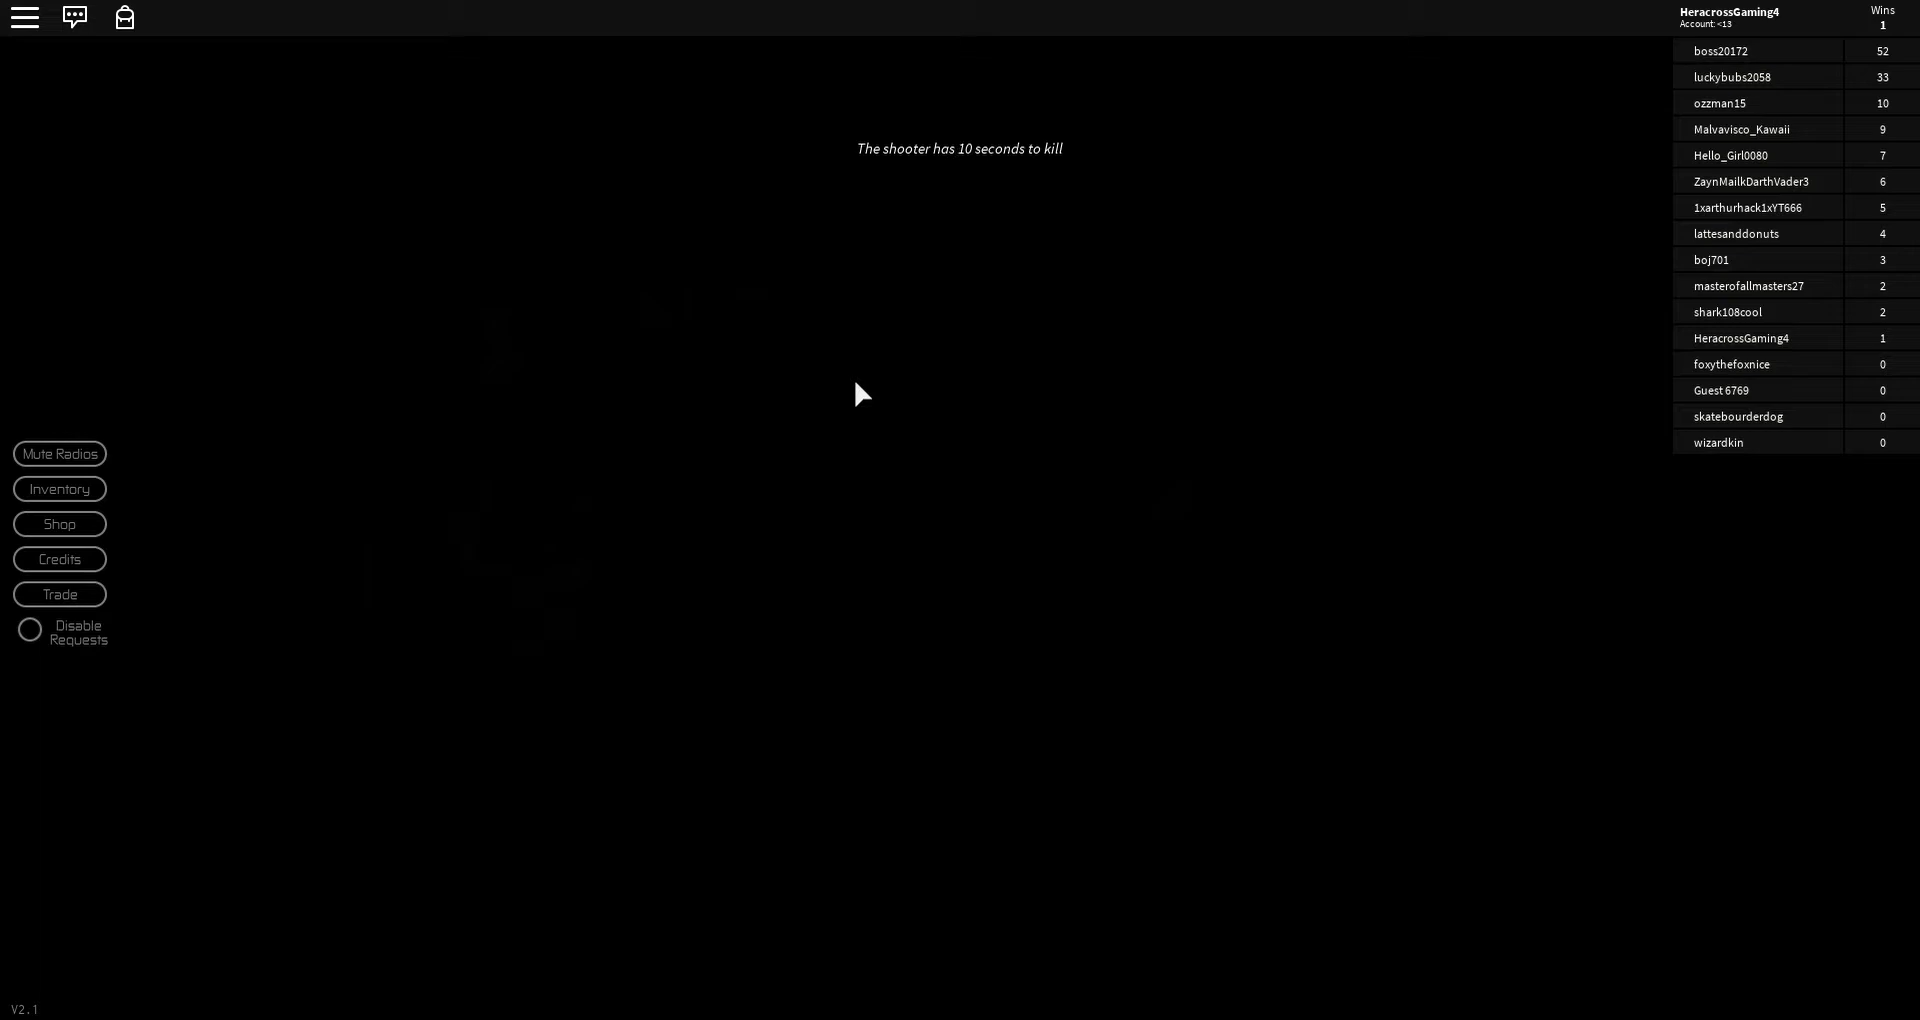 HeracrossGaming4 Wins
Account: <13 1
boss20172 52
luckybubs2058 33
ozzman15 10
Malvavisco_Kawaii 9
The shooter has 10 seconds to kill
Hello_Girl0080 7
ZaynMailkDarthVader3 6
1xarthurhack1xYT666 5
lattesanddonuts 4
boj701 3
masterofallmasters27 2
shark108cool 2
HeracrossGaming4 1
foxythefoxnice 0
Guest 6769 0
skatebourderdog 0
wizardkin 0
Mute Radios
Inventory
Shop
Credits
Trade
Disable
Requests
V2.1